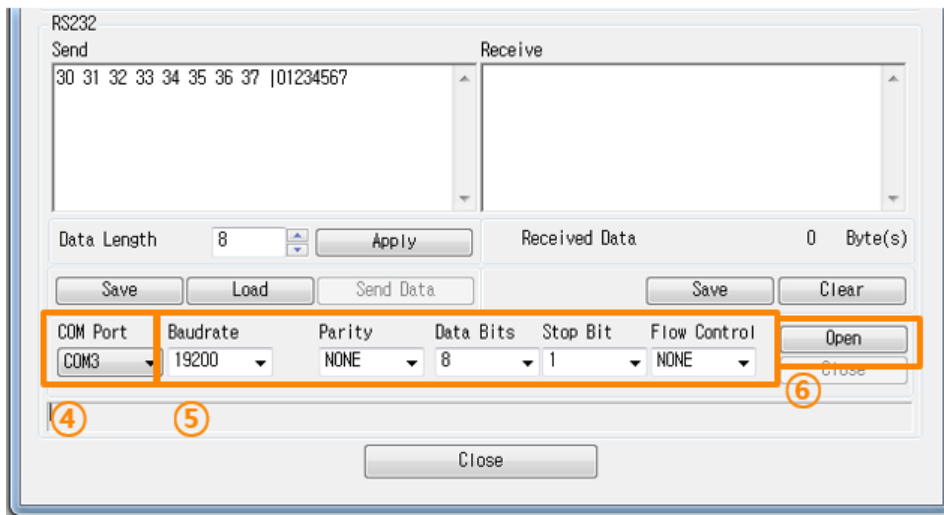 RS232
Send Receive
30 31 32 33 34 35 36 37 |01234567
Data Length 8 Apply Received Data 0 Byte(s)
Save Load Send Data Save Clear
COM Port Baudrate Parity Data Bits Stop Bit Flow Control Open
COM3 19200 NONE 8 1 NONE Close
④ ⑤ ⑥
Close